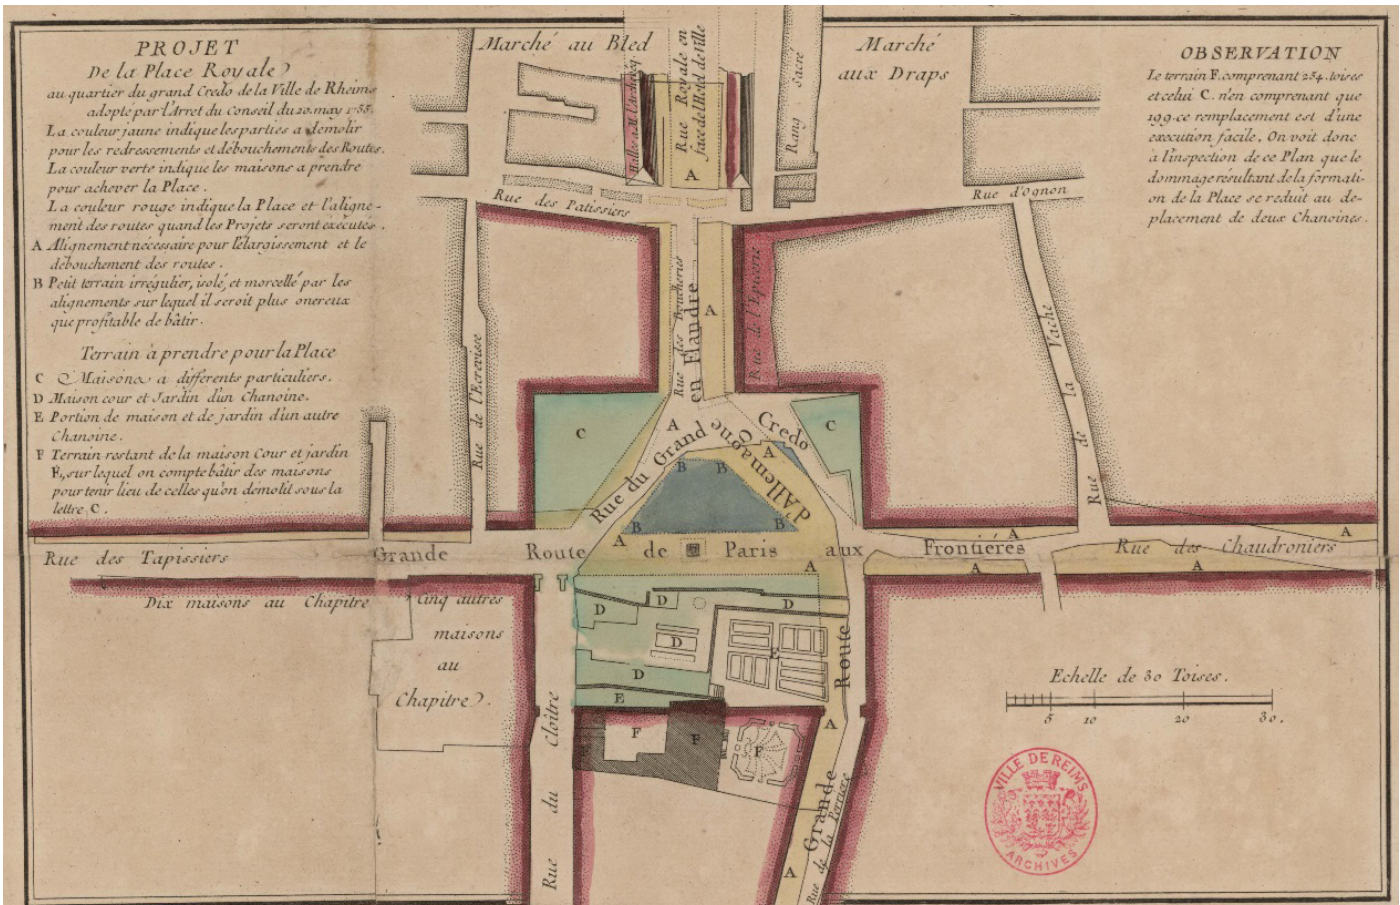 PROJET
De la Place Royale
au quartier du grand Credo de la Ville de Rheims
adopté par l'Arret du Conseil du 20. may 1755.
La couleur jaune indique les parties a demolir
pour les redressements et débouchements des Routes.
La couleur verte indique les maisons a prendre
pour achever la Place.
La couleur rouge indique la Place et l'aligne-
ment des routes quand les Projets seront exécutés.
A Alignement nécessaire pour l'élargissement et le
débouchement des routes.
B Petit terrain irrégulier, isolé, et morcellé par les
alignements sur lequel il seroit plus onereux
que profitable de bâtir.
Terrain à prendre pour la Place
C Maisons a differents particuliers.
D Maison cour et Jardin d'un Chanoine.
E Portion de maison et de jardin d'un autre
Chanoine.
F Terrain restant de la maison Cour et jardin
E, sur lequel on compte bâtir des maisons
pour tenir lieu de celles qu'on démolit sous la
lettre C.
OBSERVATION
Le terrain F. comprenant 254. toises
et celui C. n'en comprenant que
199. ce remplacement est d'une
execution facile. On voit donc
à l'inspection de ce Plan que le
dommage résultant de la formati-
on de la Place se reduit au de-
placement de deux Chanoines.
Marché au Bled
Rue Royale en
face de l'Hotel de Ville
A
Rang sacré
Marché
aux Draps
Rue des Patissiers
Rue d'Ognon
Rue de l'Ecrevisse
Rue des Boucheries
en Flandre
A
Rue de l'Epicerie
Rue de la Vache
C
A
Rue du Grand Credo
C
A
d'Allemagne
B
B
B
B
A
Rue des Tapissiers
Grande Route de Paris aux Frontières
A
A
A
Rue des Chaudroniers
A
A
Dix maisons au Chapitre
Cinq autres
maisons
au
Chapitre.
D
D
D
D
D
E
E
F
F
F
F
Rue du Cloître
Grande Route
Rue de la Perriere
A
A
Echelle de 30 Toises.
5 10 20 30.
VILLE DE REIMS
ARCHIVES